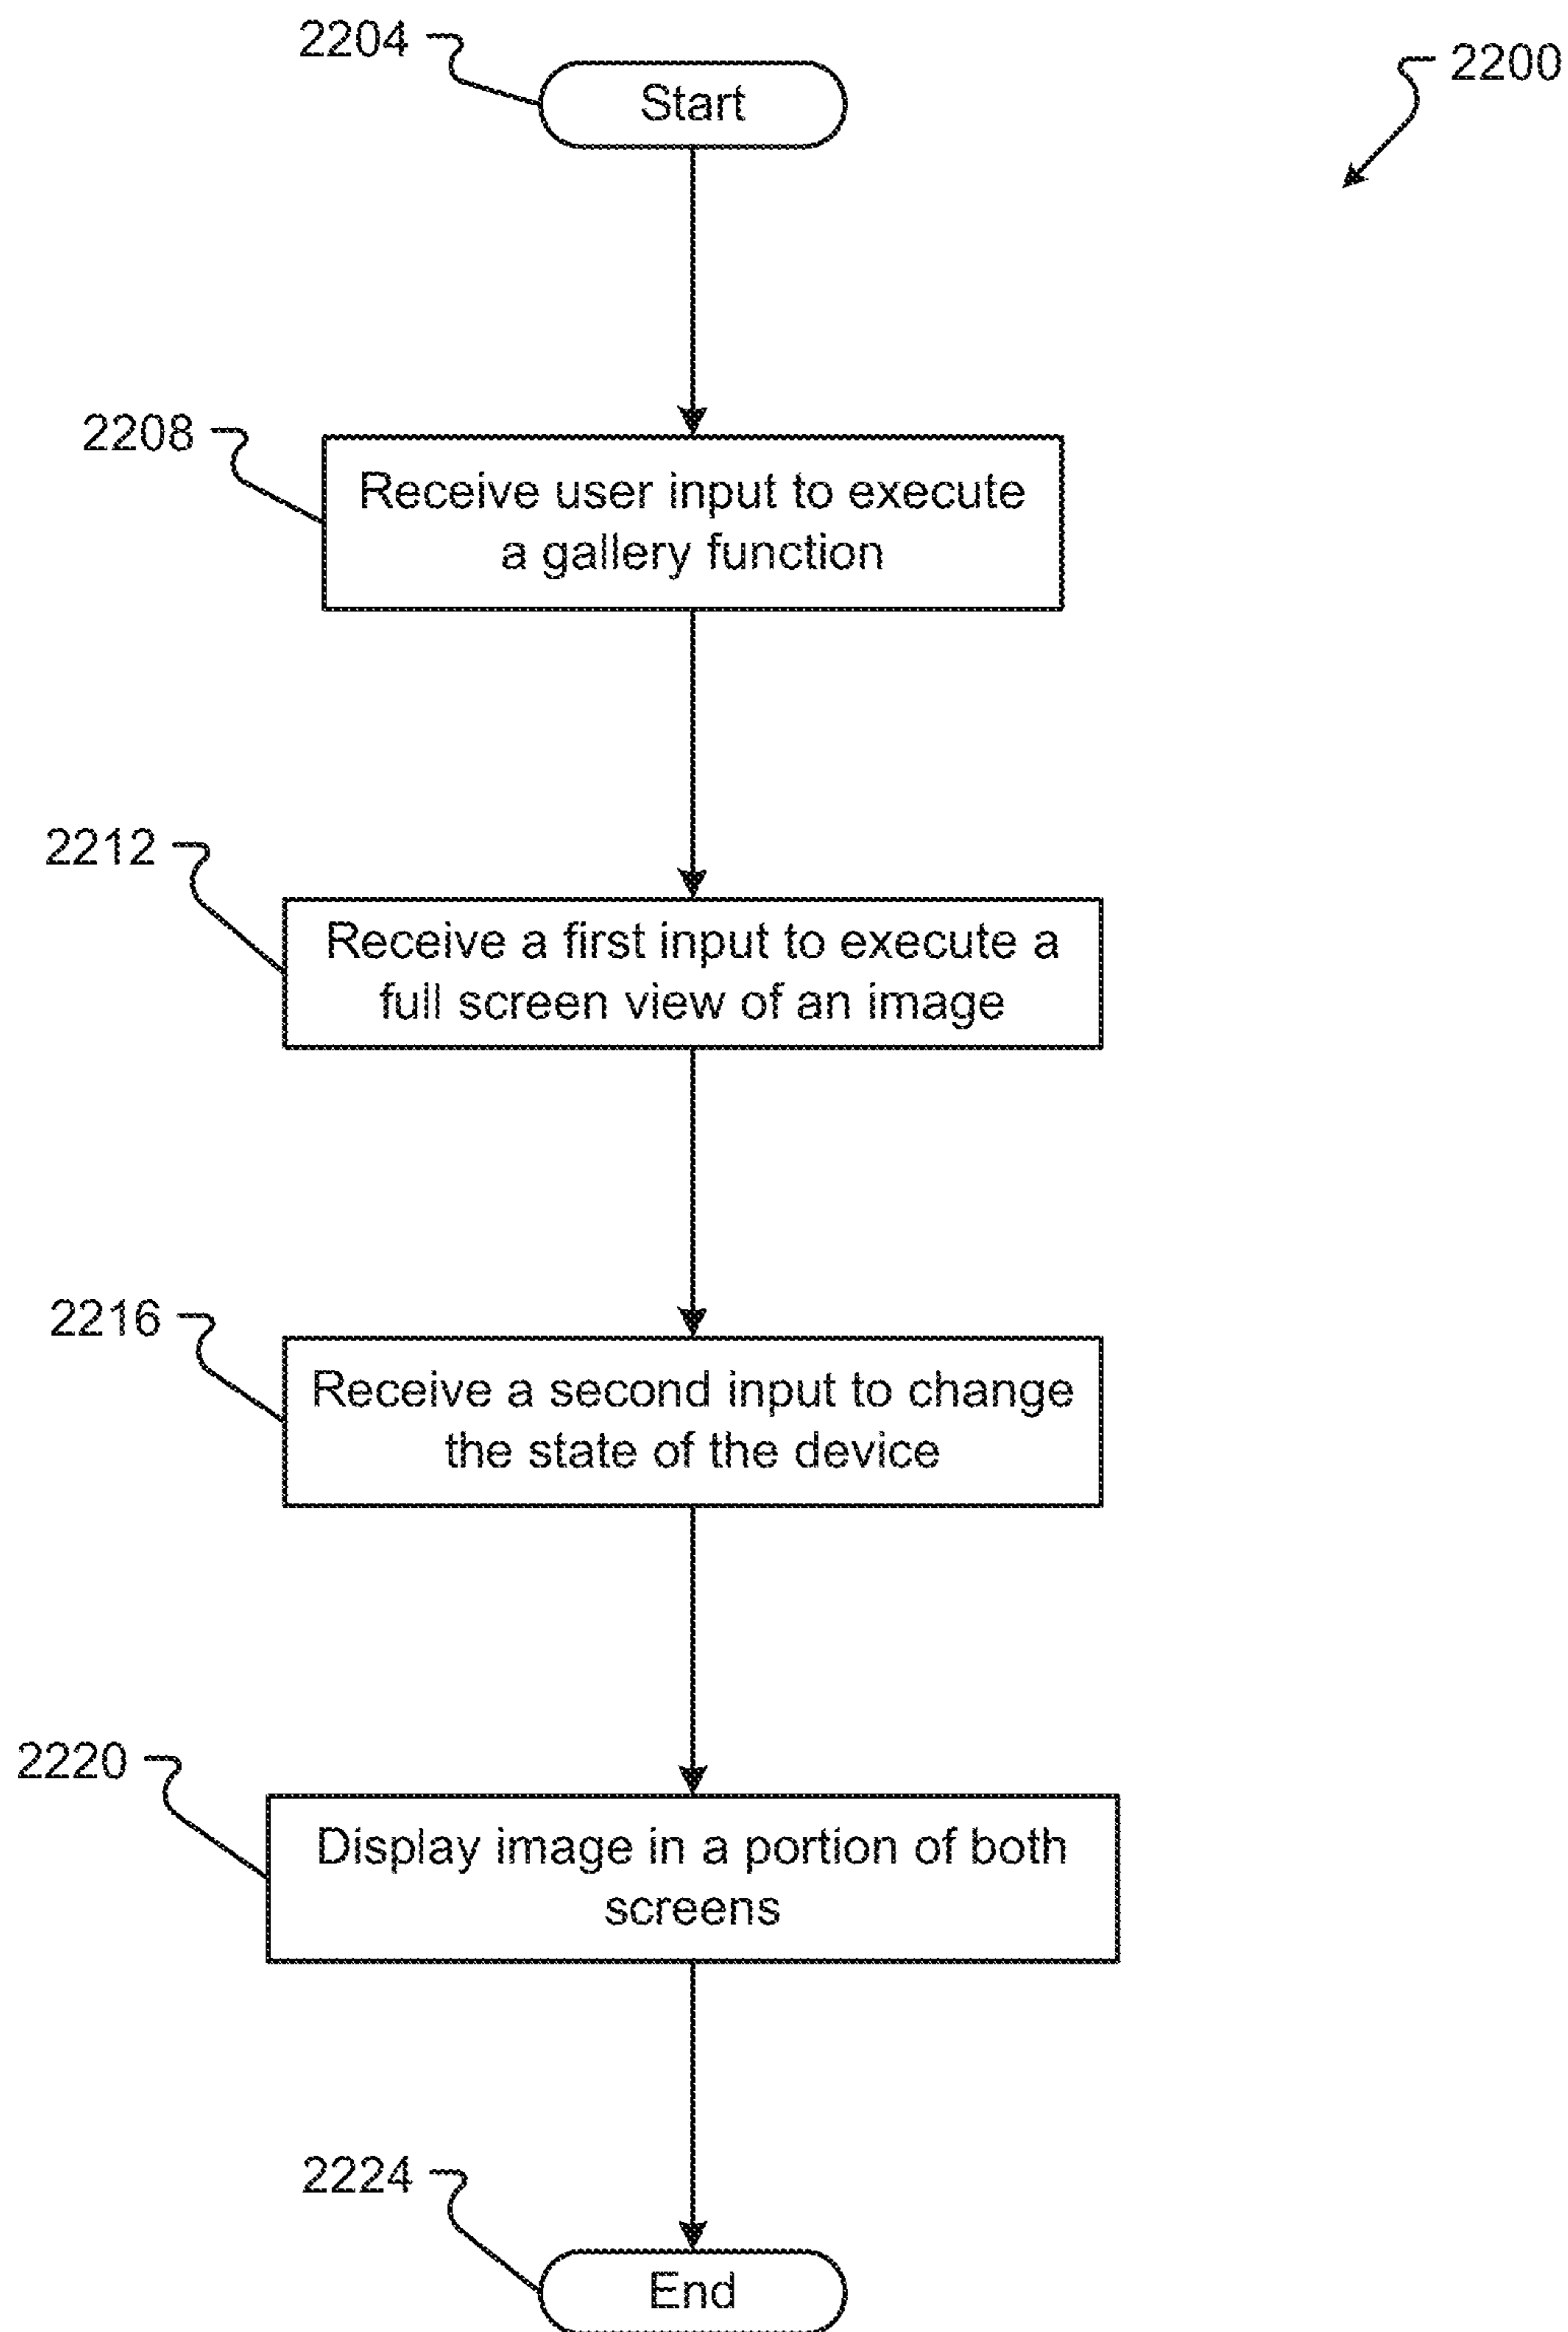 2204
Start
2200
2208
Receive user input to execute
a gallery function
2212
Receive a first input to execute a
full screen view of an image
2216
Receive a second input to change
the state of the device
2220
Display image in a portion of both
screens
2224
End